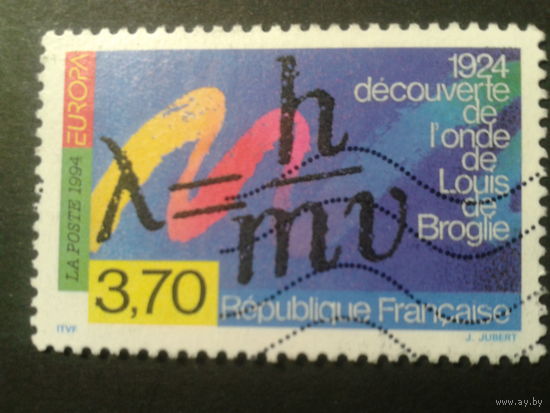 EUROPA
LA POSTE 1994
1924
découverte
de
l'onde
de
Louis
de
Broglie
λ = h
mv
3,70
République Française
ITVF
J. JUBERT
www.ay.by